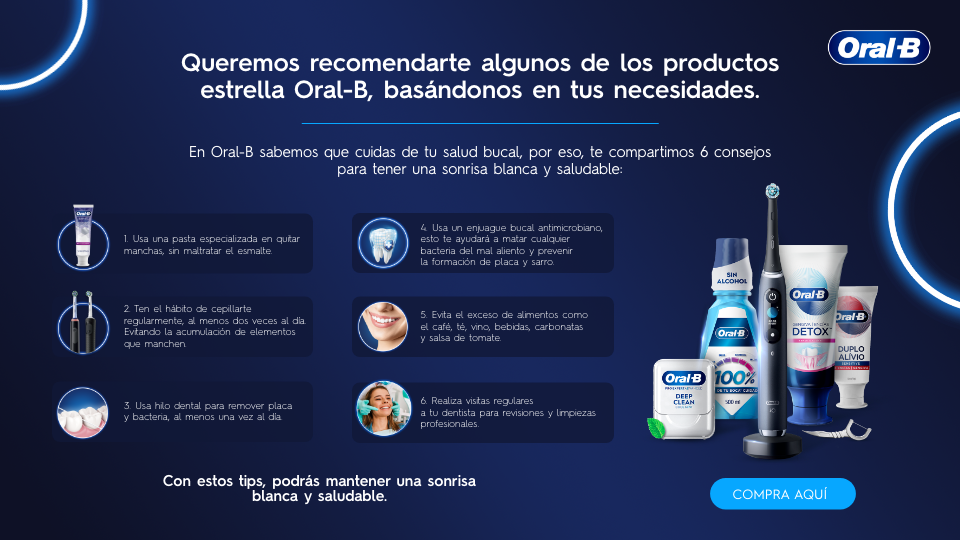 Oral-B
Queremos recomendarte algunos de los productos
estrella Oral-B, basándonos en tus necesidades.
En Oral-B sabemos que cuidas de tu salud bucal, por eso, te compartimos 6 consejos
para tener una sonrisa blanca y saludable:
1. Usa una pasta especializada en quitar
manchas, sin maltratar el esmalte.
2. Ten el hábito de cepillarte
regularmente, al menos dos veces al día.
Evitando la acumulación de elementos
que manchen.
3. Usa hilo dental para remover placa
y bacteria, al menos una vez al día.
4. Usa un enjuague bucal antimicrobiano,
esto te ayudará a matar cualquier
bacteria del mal aliento y prevenir
la formación de placa y sarro.
5. Evita el exceso de alimentos como
el café, té, vino, bebidas, carbonatas
y salsa de tomate.
6. Realiza visitas regulares
a tu dentista para revisiones y limpiezas
profesionales.
Con estos tips, podrás mantener una sonrisa
blanca y saludable.
SIN
ALCOHOL
Oral-B
100%
500 ml
Oral-B
DEEP
CLEAN
Oral-B
DETOX
Oral-B
DUPLO
ALÍVIO
COMPRA AQUÍ